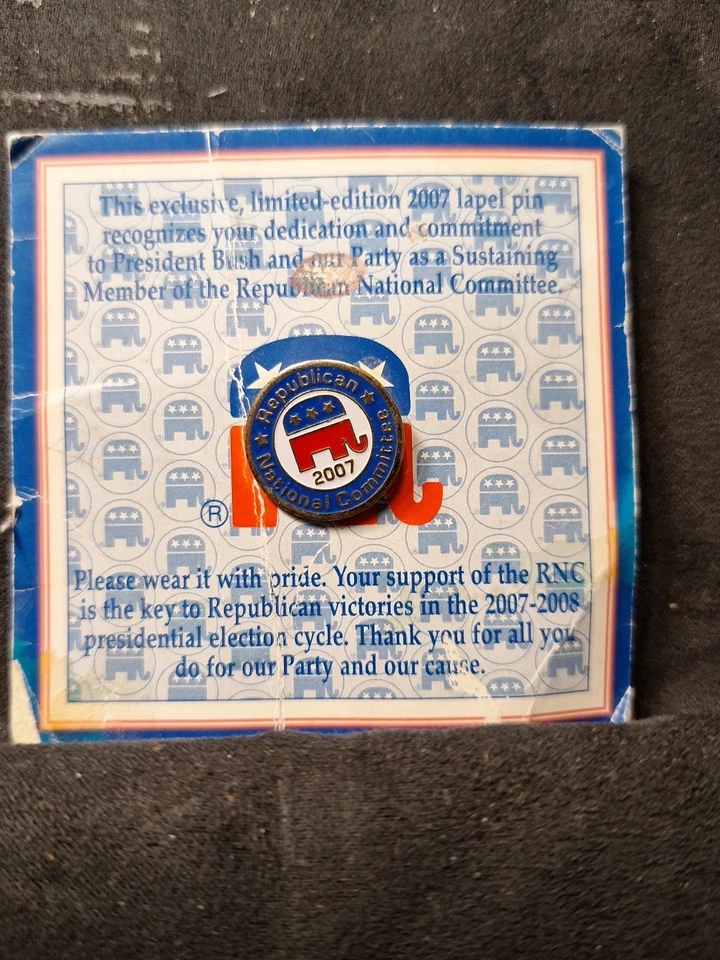 This exclusive, limited-edition 2007 lapel pin
recognizes your dedication and commitment
to President Bush and our Party as a Sustaining
Member of the Republican National Committee.
Republican
National Committee
2007
®
Please wear it with pride. Your support of the RNC
is the key to Republican victories in the 2007-2008
presidential election cycle. Thank you for all you
do for our Party and our cause.